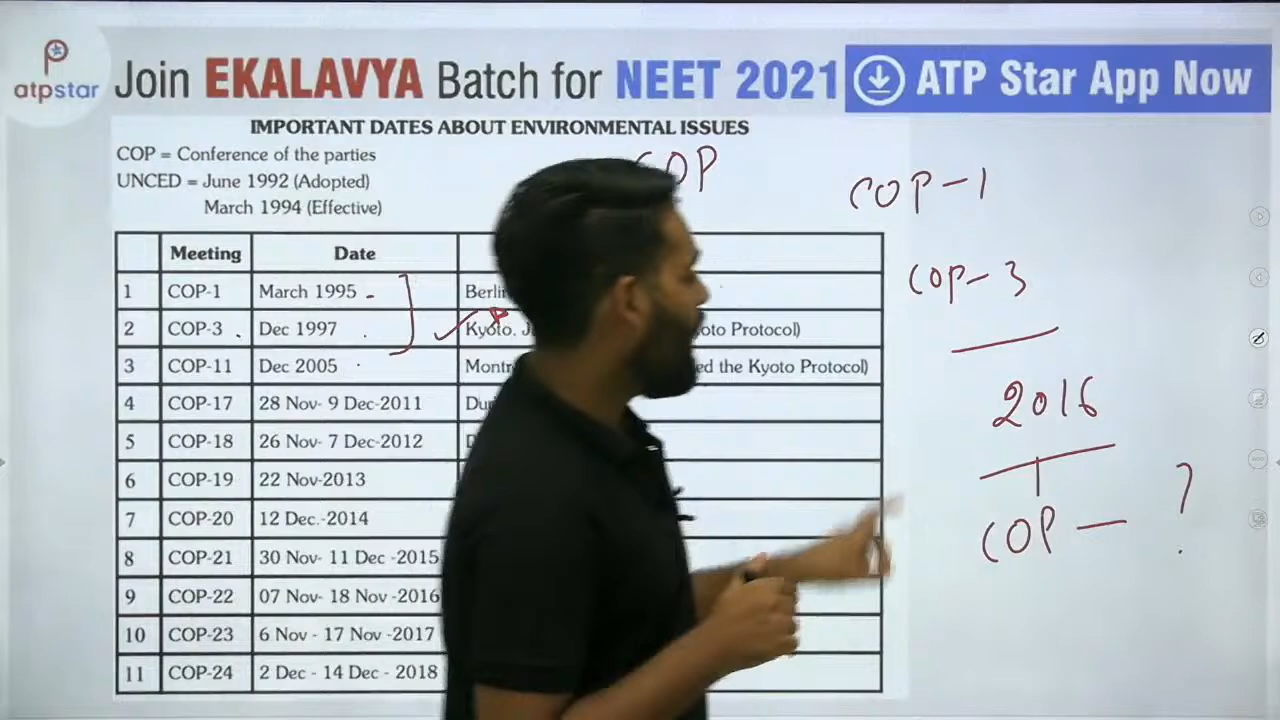 atpstar
Join EKALAVYA Batch for NEET 2021 ATP Star App Now
IMPORTANT DATES ABOUT ENVIRONMENTAL ISSUES
COP = Conference of the parties
UNCED = June 1992 (Adopted)
March 1994 (Effective)
COP
COP-1
COP-3
2016
COP — ?
Meeting Date
1 COP-1 March 1995
2 COP-3 Dec 1997 Kyoto. Protocol)
3 COP-11 Dec 2005 the Kyoto Protocol)
4 COP-17 28 Nov- 9 Dec-2011
5 COP-18 26 Nov- 7 Dec-2012
6 COP-19 22 Nov-2013
7 COP-20 12 Dec.-2014
8 COP-21 30 Nov- 11 Dec -2015
9 COP-22 07 Nov- 18 Nov -2016
10 COP-23 6 Nov - 17 Nov -2017
11 COP-24 2 Dec - 14 Dec - 2018